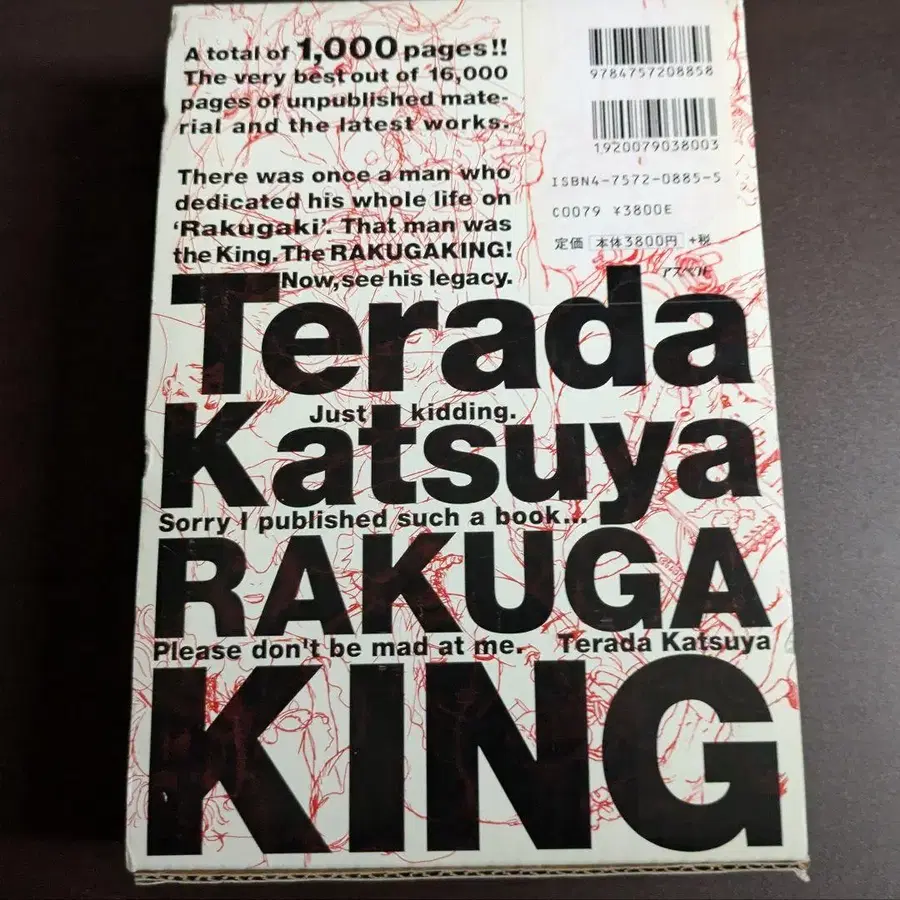 A total of 1,000 pages!!
The very best out of 16,000
pages of unpublished mate-
rial and the latest works.
There was once a man who
dedicated his whole life on
‘Rakugaki’. That man was
the King. The RAKUGAKING!
Now, see his legacy.
9784757208858
1920079038003
ISBN4-7572-0885-5
C0079 ¥3800E
定価 本体3800円 +税
アスペクト
Terada
Just kidding.
Katsuya
Sorry I published such a book...
RAKUGA
Please don't be mad at me. Terada Katsuya
KING